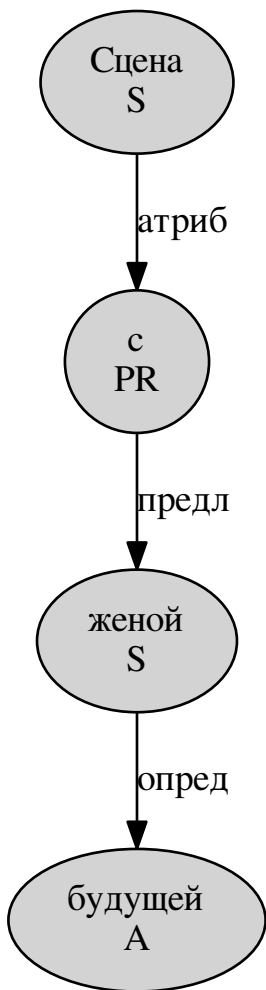 Сцена
S
атриб
с
PR
предл
женой
S
опред
будущей
A